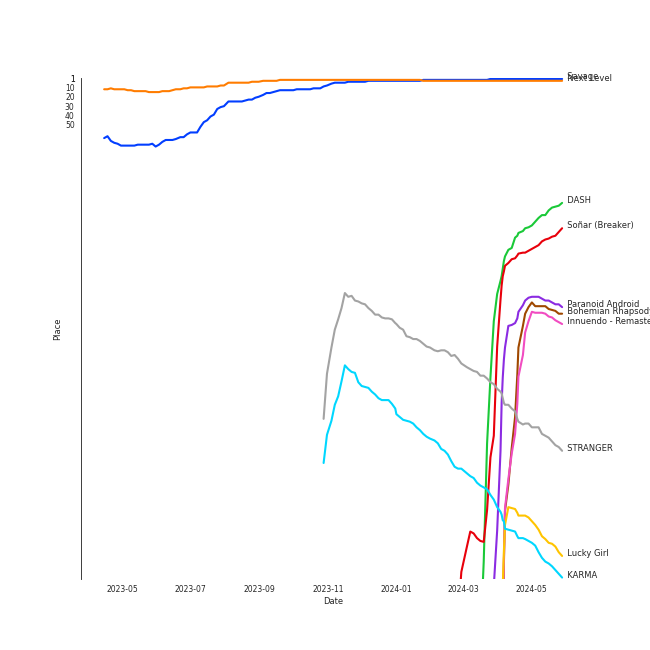 Savage
Next Level
1
10
20
30
40
50
DASH
Soñar (Breaker)
Paranoid Android
Bohemian Rhapsod
Innuendo - Remaste
Place
STRANGER
Lucky Girl
KARMA
2023-05
2023-07
2023-09
2023-11
2024-01
2024-03
2024-05
Date